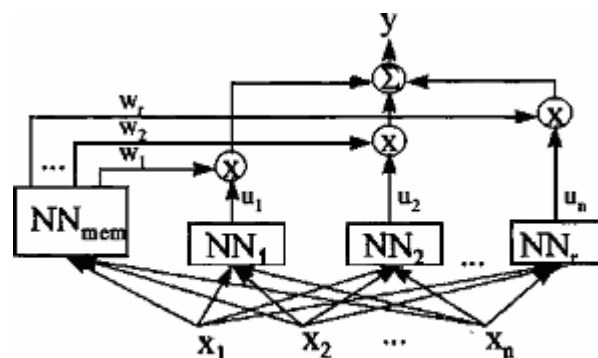 y
Σ
w_r
X
w_2
X
w_1
X
...
u_1
u_2
u_n
NN_mem
NN_1
NN_2
...
NN_r
x_1
x_2
...
x_n